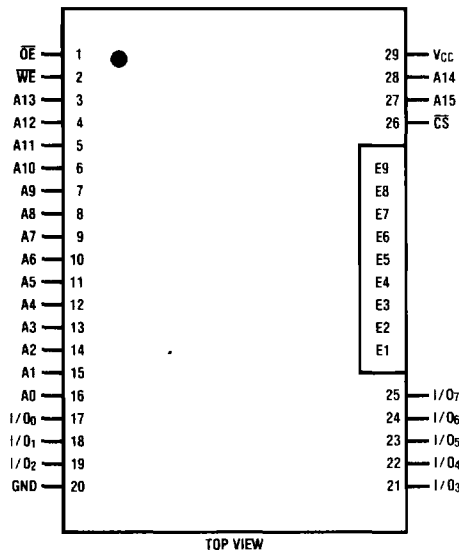 O̅E̅ 1 29 VCC
W̅E̅ 2 28 A14
A13 3 27 A15
A12 4 26 C̅S̅
A11 5
A10 6 E9
A9 7 E8
A8 8 E7
A7 9 E6
A6 10 E5
A5 11 E4
A4 12 E3
A3 13 E2
A2 14 E1
A1 15
A0 16 25 I/O7
I/O0 17 24 I/O6
I/O1 18 23 I/O5
I/O2 19 22 I/O4
GND 20 21 I/O3
TOP VIEW